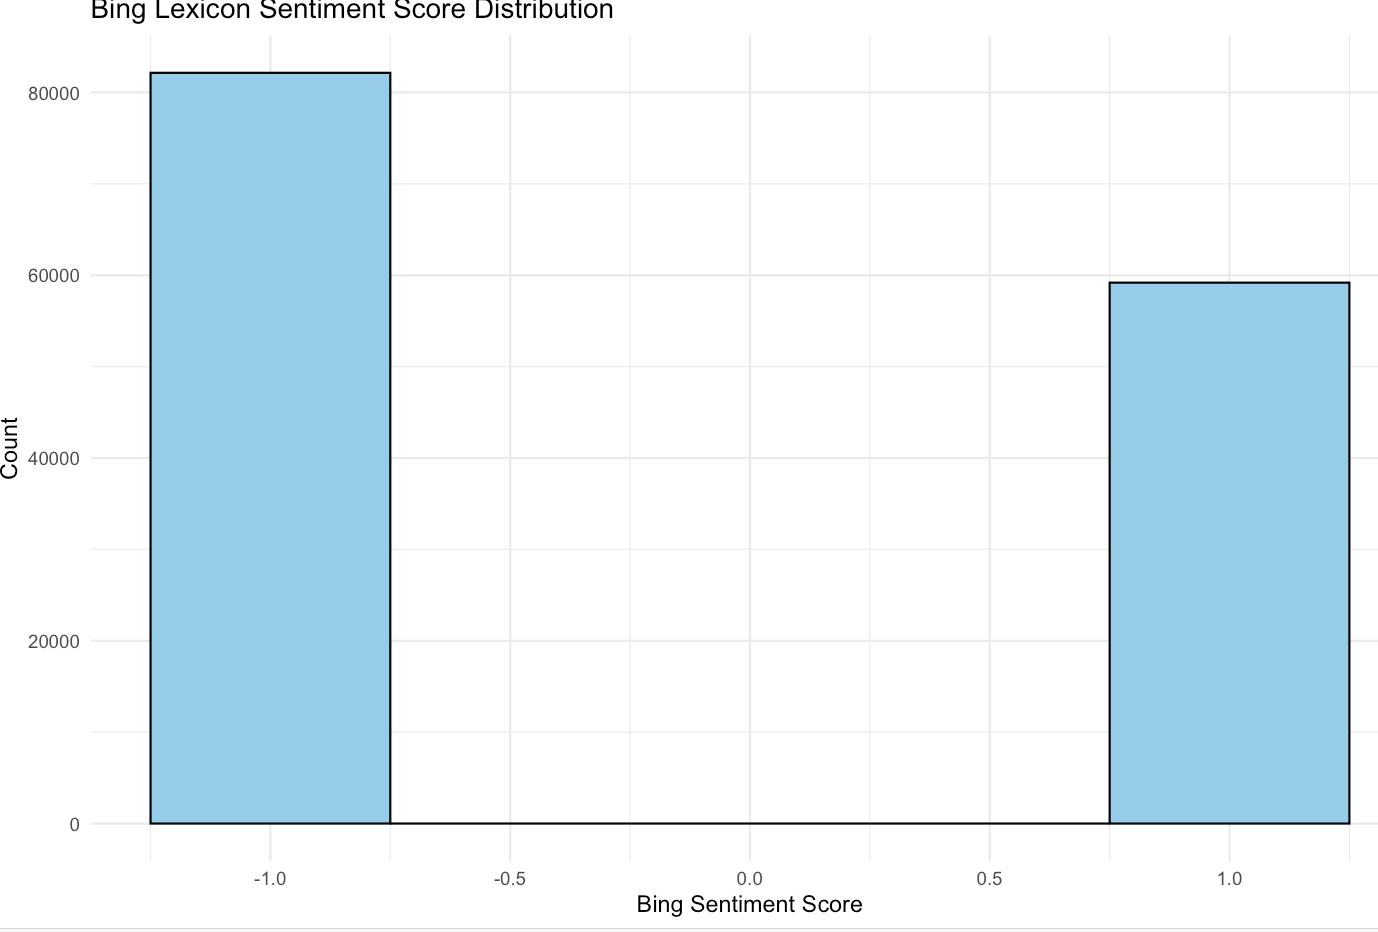 Bing Lexicon Sentiment Score Distribution
80000
60000
40000
20000
0
Count
-1.0 -0.5 0.0 0.5 1.0
Bing Sentiment Score